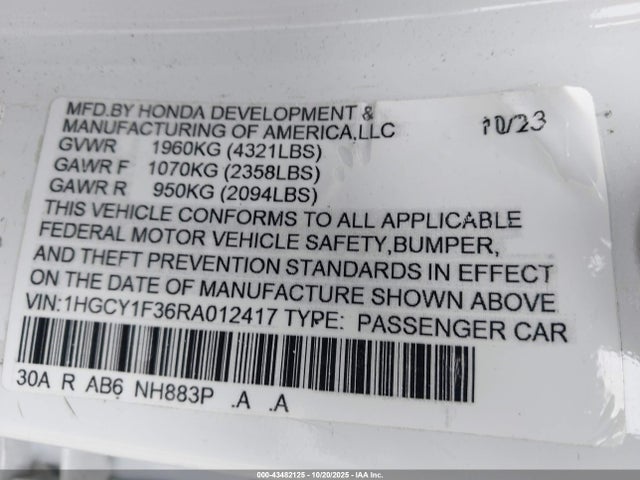 MFD.BY HONDA DEVELOPMENT &
MANUFACTURING OF AMERICA,LLC 10/23
GVWR 1960KG (4321LBS)
GAWR F 1070KG (2358LBS)
GAWR R 950KG (2094LBS)
THIS VEHICLE CONFORMS TO ALL APPLICABLE
FEDERAL MOTOR VEHICLE SAFETY,BUMPER,
AND THEFT PREVENTION STANDARDS IN EFFECT
ON THE DATE OF MANUFACTURE SHOWN ABOVE
VIN:1HGCY1F36RA012417 TYPE: PASSENGER CAR
30A R AB6 NH883P .A .A
000-43482125 - 10/20/2025 - IAA Inc.